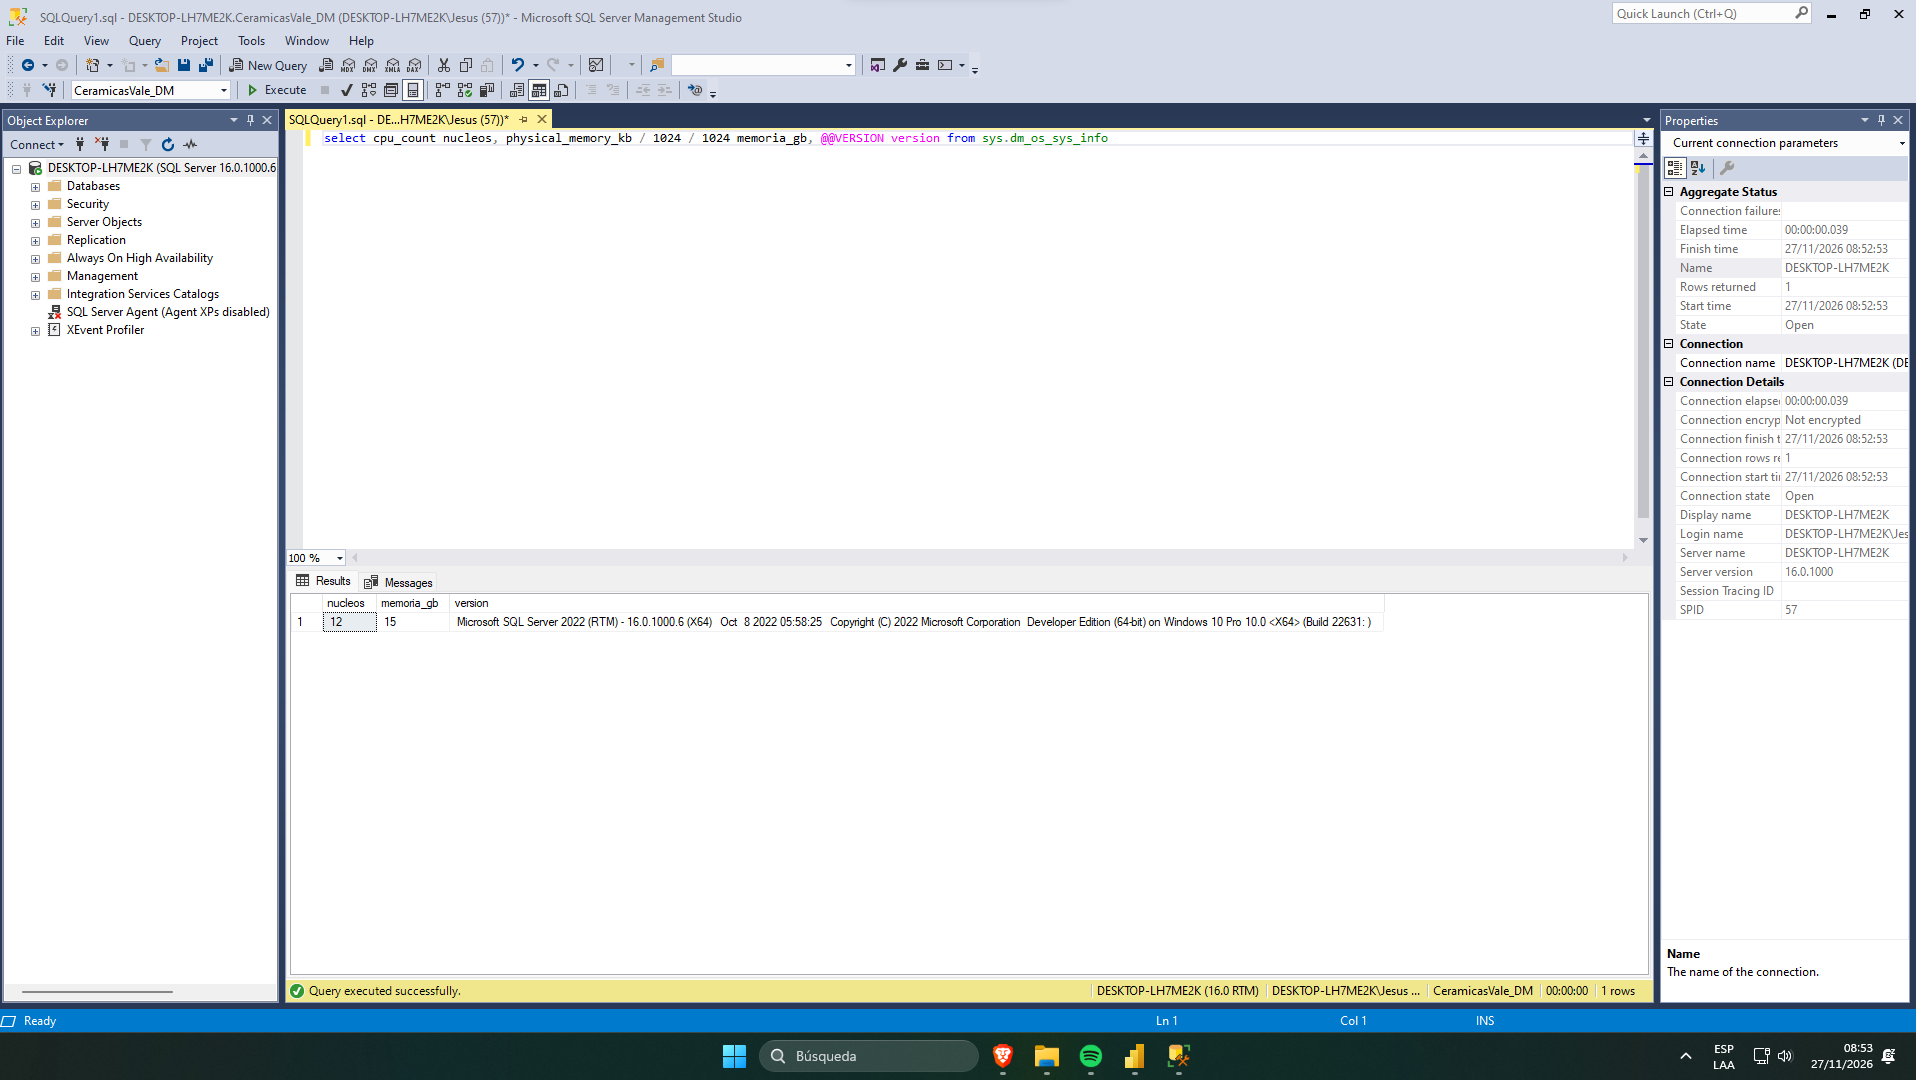 SQLQuery1.sql - DESKTOP-LH7ME2K.CeramicasVale_DM (DESKTOP-LH7ME2K\Jesus (57))* - Microsoft SQL Server Management Studio
Quick Launch (Ctrl+Q)
File Edit View Query Project Tools Window Help
New Query
MDX DMX XMLA DAX
CeramicasVale_DM
Execute
Object Explorer
Connect
DESKTOP-LH7ME2K (SQL Server 16.0.1000.6
Databases
Security
Server Objects
Replication
Always On High Availability
Management
Integration Services Catalogs
SQL Server Agent (Agent XPs disabled)
XEvent Profiler
SQLQuery1.sql - DE...H7ME2K\Jesus (57))*
select cpu_count nucleos, physical_memory_kb / 1024 / 1024 memoria_gb, @@VERSION version from sys.dm_os_sys_info
100 %
Results Messages
nucleos memoria_gb version
1 12 15 Microsoft SQL Server 2022 (RTM) - 16.0.1000.6 (X64) Oct 8 2022 05:58:25 Copyright (C) 2022 Microsoft Corporation Developer Edition (64-bit) on Windows 10 Pro 10.0 <X64> (Build 22631: )
Query executed successfully.
DESKTOP-LH7ME2K (16.0 RTM) DESKTOP-LH7ME2K\Jesus ... CeramicasVale_DM 00:00:00 1 rows
Properties
Current connection parameters
Aggregate Status
Connection failures
Elapsed time 00:00:00.039
Finish time 27/11/2026 08:52:53
Name DESKTOP-LH7ME2K
Rows returned 1
Start time 27/11/2026 08:52:53
State Open
Connection
Connection name DESKTOP-LH7ME2K (DE
Connection Details
Connection elapse 00:00:00.039
Connection encryp Not encrypted
Connection finish t 27/11/2026 08:52:53
Connection rows re 1
Connection start ti 27/11/2026 08:52:53
Connection state Open
Display name DESKTOP-LH7ME2K
Login name DESKTOP-LH7ME2K\Jes
Server name DESKTOP-LH7ME2K
Server version 16.0.1000
Session Tracing ID
SPID 57
Name
The name of the connection.
Ready
Ln 1 Col 1 INS
Búsqueda
ESP
LAA
08:53
27/11/2026